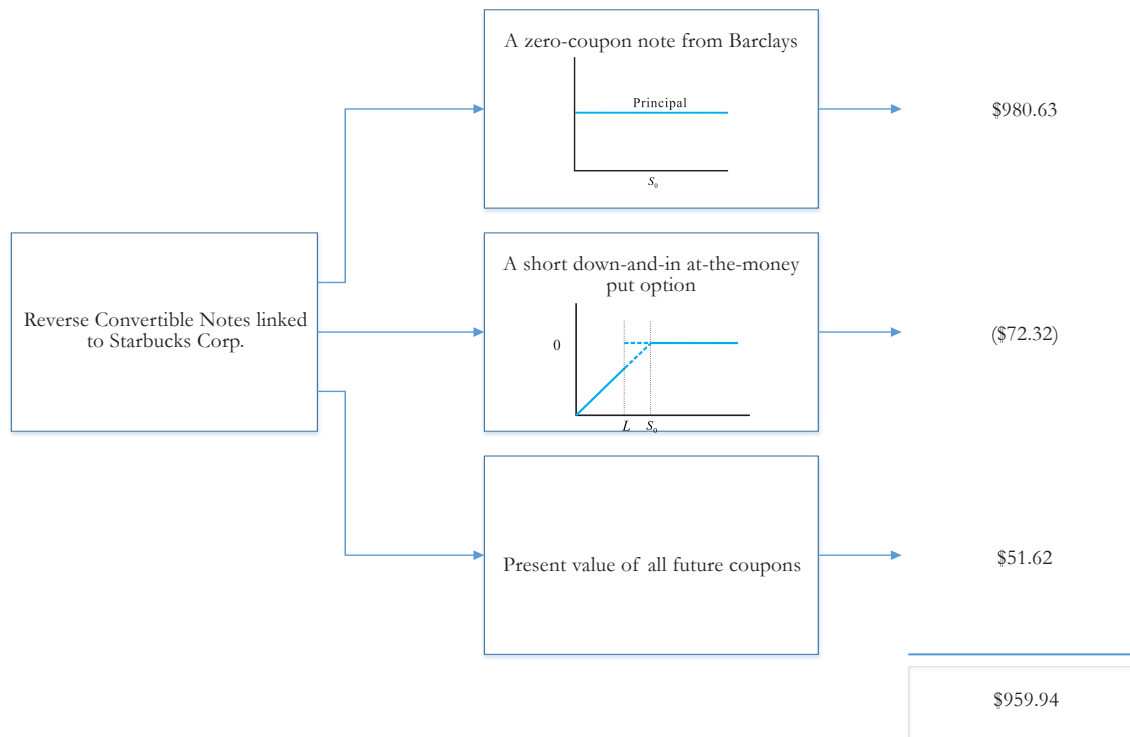 A zero-coupon note from Barclays
Principal
S₀
$980.63
Reverse Convertible Notes linked
to Starbucks Corp.
A short down-and-in at-the-money
put option
0
L S₀
($72.32)
Present value of all future coupons
$51.62
$959.94